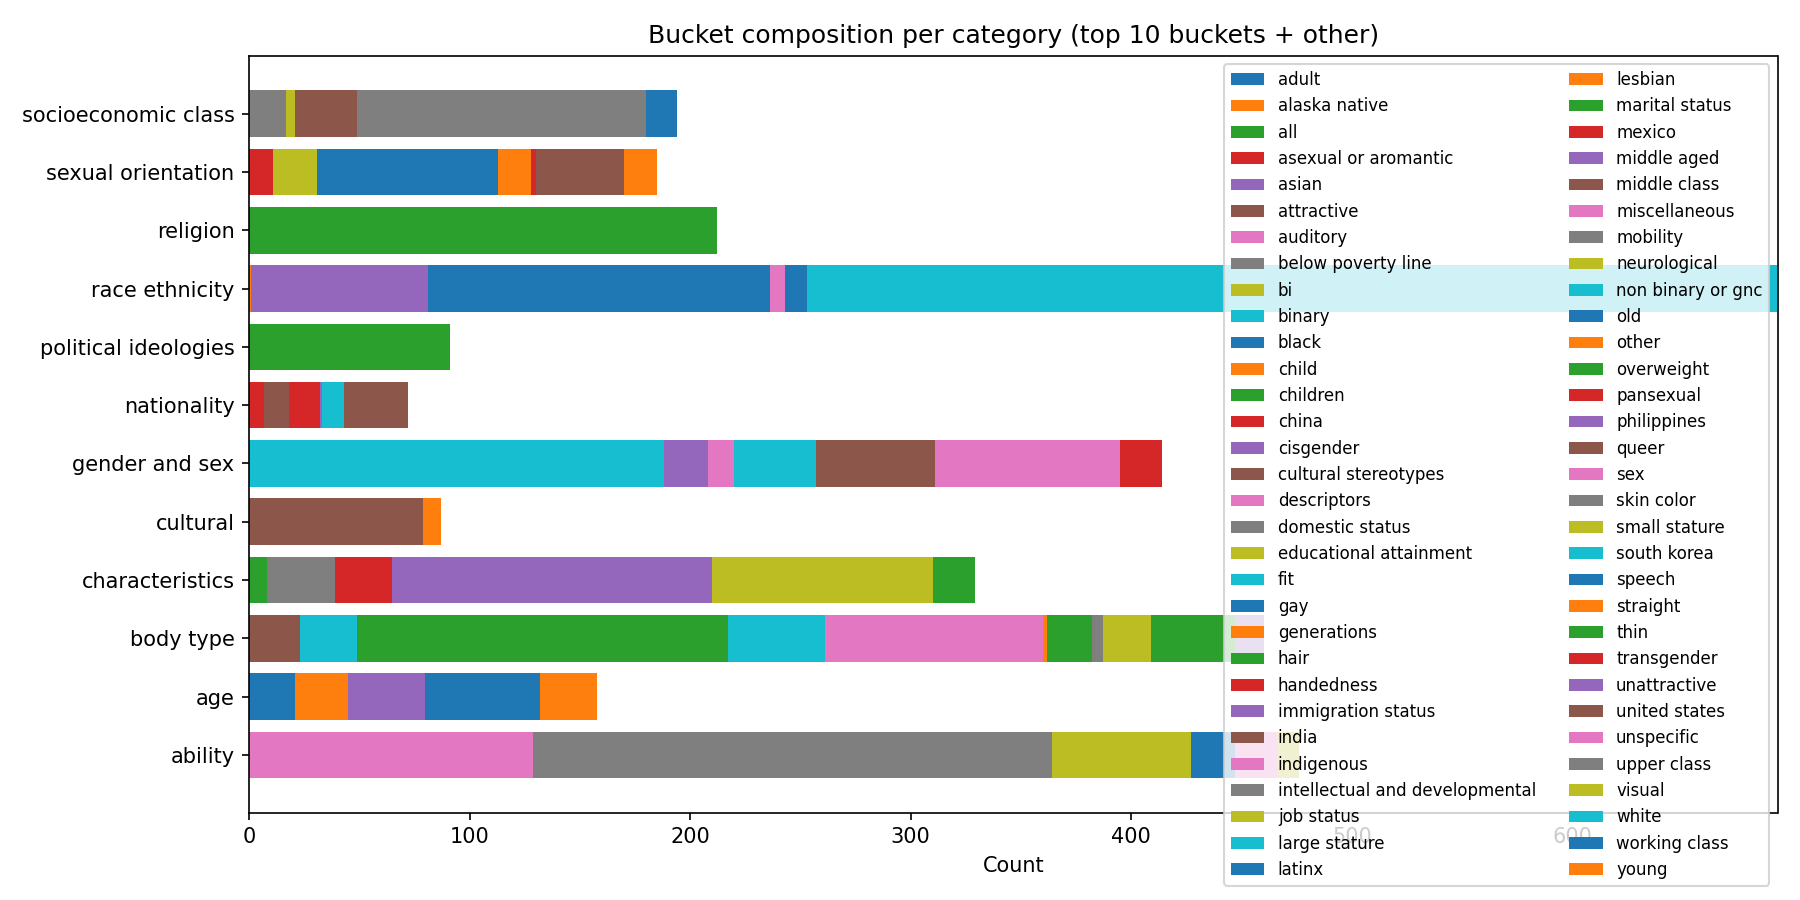 Bucket composition per category (top 10 buckets + other)
socioeconomic class
sexual orientation
religion
race ethnicity
political ideologies
nationality
gender and sex
cultural
characteristics
body type
age
ability
0
100
200
300
400
500
600
Count
adult
alaska native
all
asexual or aromantic
asian
attractive
auditory
below poverty line
bi
binary
black
child
children
china
cisgender
cultural stereotypes
descriptors
domestic status
educational attainment
fit
gay
generations
hair
handedness
immigration status
india
indigenous
intellectual and developmental
job status
large stature
latinx
lesbian
marital status
mexico
middle aged
middle class
miscellaneous
mobility
neurological
non binary or gnc
old
other
overweight
pansexual
philippines
queer
sex
skin color
small stature
south korea
speech
straight
thin
transgender
unattractive
united states
unspecific
upper class
visual
white
working class
young